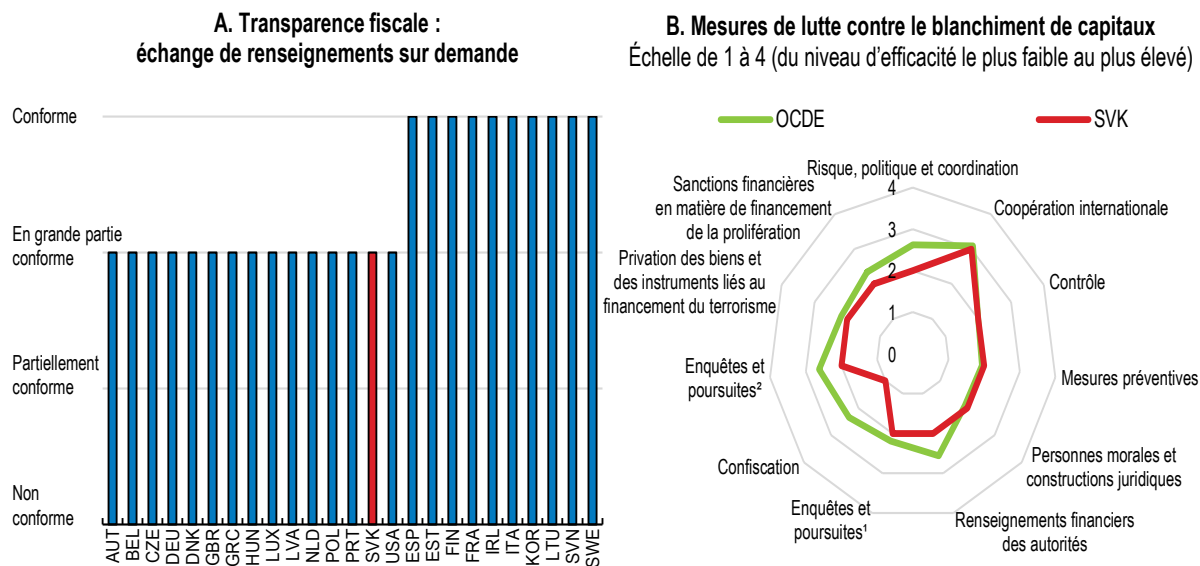 A. Transparence fiscale :
échange de renseignements sur demande
Conforme
En grande partie
conforme
Partiellement
conforme
Non
conforme
AUT
BEL
CZE
DEU
DNK
GBR
GRC
HUN
LUX
LVA
NLD
POL
PRT
SVK
USA
ESP
EST
FIN
FRA
IRL
ITA
KOR
LTU
SVN
SWE
B. Mesures de lutte contre le blanchiment de capitaux
Échelle de 1 à 4 (du niveau d'efficacité le plus faible au plus élevé)
OCDE
SVK
Risque, politique et coordination
Coopération internationale
Contrôle
Mesures préventives
Personnes morales et
constructions juridiques
Renseignements financiers
des autorités
Enquêtes et
poursuites¹
Confiscation
Enquêtes et
poursuites²
Privation des biens et
des instruments liés au
financement du terrorisme
Sanctions financières
en matière de financement
de la prolifération
4
3
2
1
0